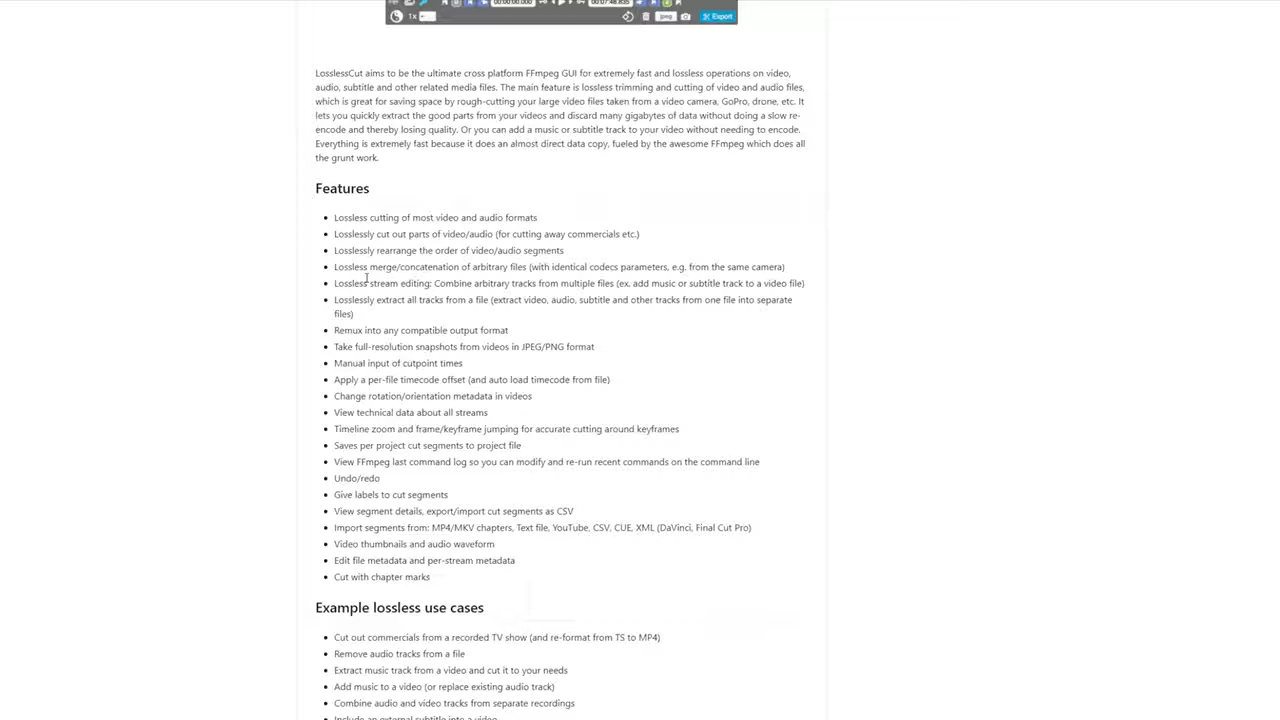 00:00:00.000
00:07:48.835
1x
jpeg
Export
LosslessCut aims to be the ultimate cross platform FFmpeg GUI for extremely fast and lossless operations on video,
audio, subtitle and other related media files. The main feature is lossless trimming and cutting of video and audio files,
which is great for saving space by rough-cutting your large video files taken from a video camera, GoPro, drone, etc. It
lets you quickly extract the good parts from your videos and discard many gigabytes of data without doing a slow re-
encode and thereby losing quality. Or you can add a music or subtitle track to your video without needing to encode.
Everything is extremely fast because it does an almost direct data copy, fueled by the awesome FFmpeg which does all
the grunt work.
Features
• Lossless cutting of most video and audio formats
• Losslessly cut out parts of video/audio (for cutting away commercials etc.)
• Losslessly rearrange the order of video/audio segments
• Lossless merge/concatenation of arbitrary files (with identical codecs parameters, e.g. from the same camera)
• Lossless stream editing: Combine arbitrary tracks from multiple files (ex. add music or subtitle track to a video file)
• Losslessly extract all tracks from a file (extract video, audio, subtitle and other tracks from one file into separate
files)
• Remux into any compatible output format
• Take full-resolution snapshots from videos in JPEG/PNG format
• Manual input of cutpoint times
• Apply a per-file timecode offset (and auto load timecode from file)
• Change rotation/orientation metadata in videos
• View technical data about all streams
• Timeline zoom and frame/keyframe jumping for accurate cutting around keyframes
• Saves per project cut segments to project file
• View FFmpeg last command log so you can modify and re-run recent commands on the command line
• Undo/redo
• Give labels to cut segments
• View segment details, export/import cut segments as CSV
• Import segments from: MP4/MKV chapters, Text file, YouTube, CSV, CUE, XML (DaVinci, Final Cut Pro)
• Video thumbnails and audio waveform
• Edit file metadata and per-stream metadata
• Cut with chapter marks
Example lossless use cases
• Cut out commercials from a recorded TV show (and re-format from TS to MP4)
• Remove audio tracks from a file
• Extract music track from a video and cut it to your needs
• Add music to a video (or replace existing audio track)
• Combine audio and video tracks from separate recordings
• Include an external subtitle into a video